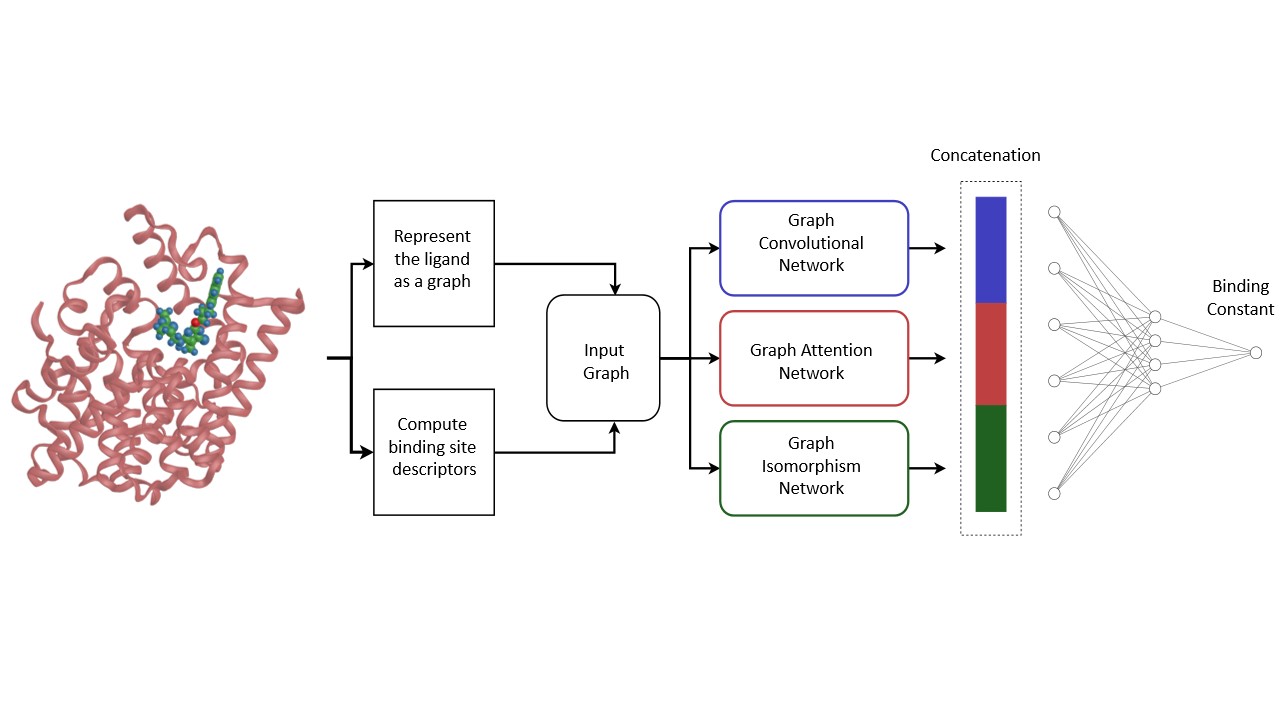 Concatenation
Represent
the ligand
as a graph
Compute
binding site
descriptors
Input
Graph
Graph
Convolutional
Network
Graph Attention
Network
Graph
Isomorphism
Network
Binding
Constant